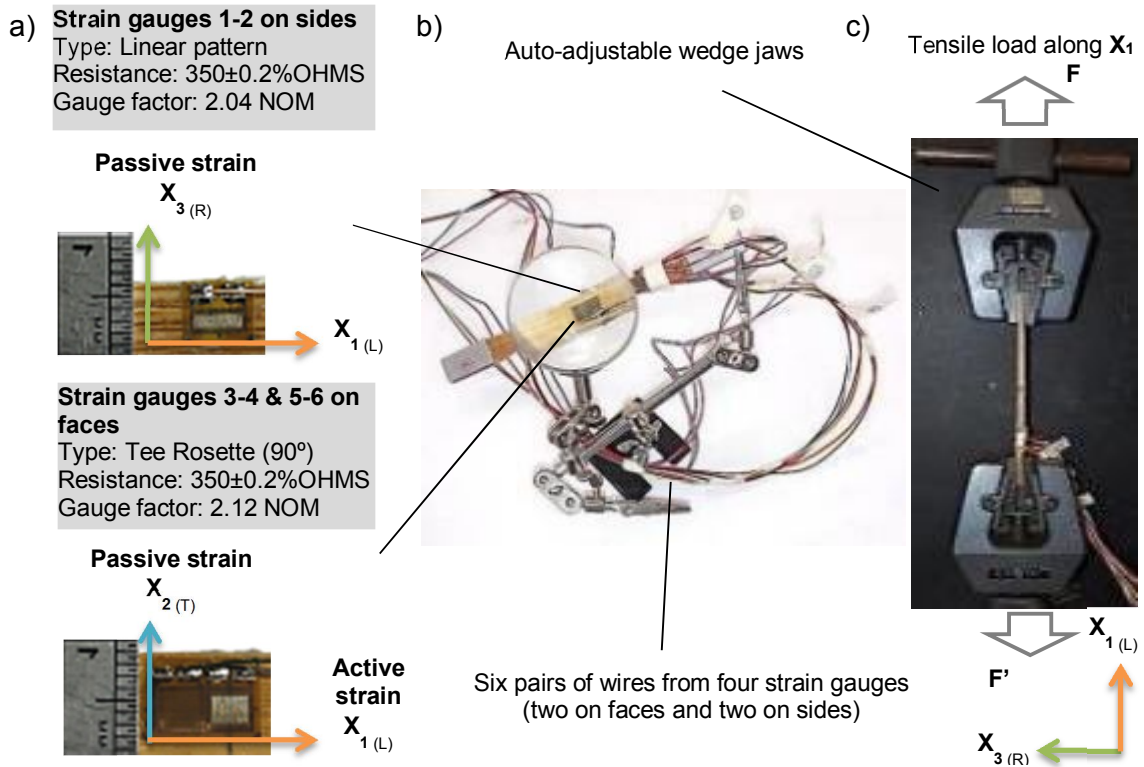 a)
Strain gauges 1-2 on sides
Type: Linear pattern
Resistance: 350±0.2%OHMS
Gauge factor: 2.04 NOM
Passive strain
X3 (R)
X1 (L)
Strain gauges 3-4 & 5-6 on
faces
Type: Tee Rosette (90º)
Resistance: 350±0.2%OHMS
Gauge factor: 2.12 NOM
Passive strain
X2 (T)
Active
strain
X1 (L)
b)
Auto-adjustable wedge jaws
Six pairs of wires from four strain gauges
(two on faces and two on sides)
c)
Tensile load along X1
F
F’
X1 (L)
X3 (R)